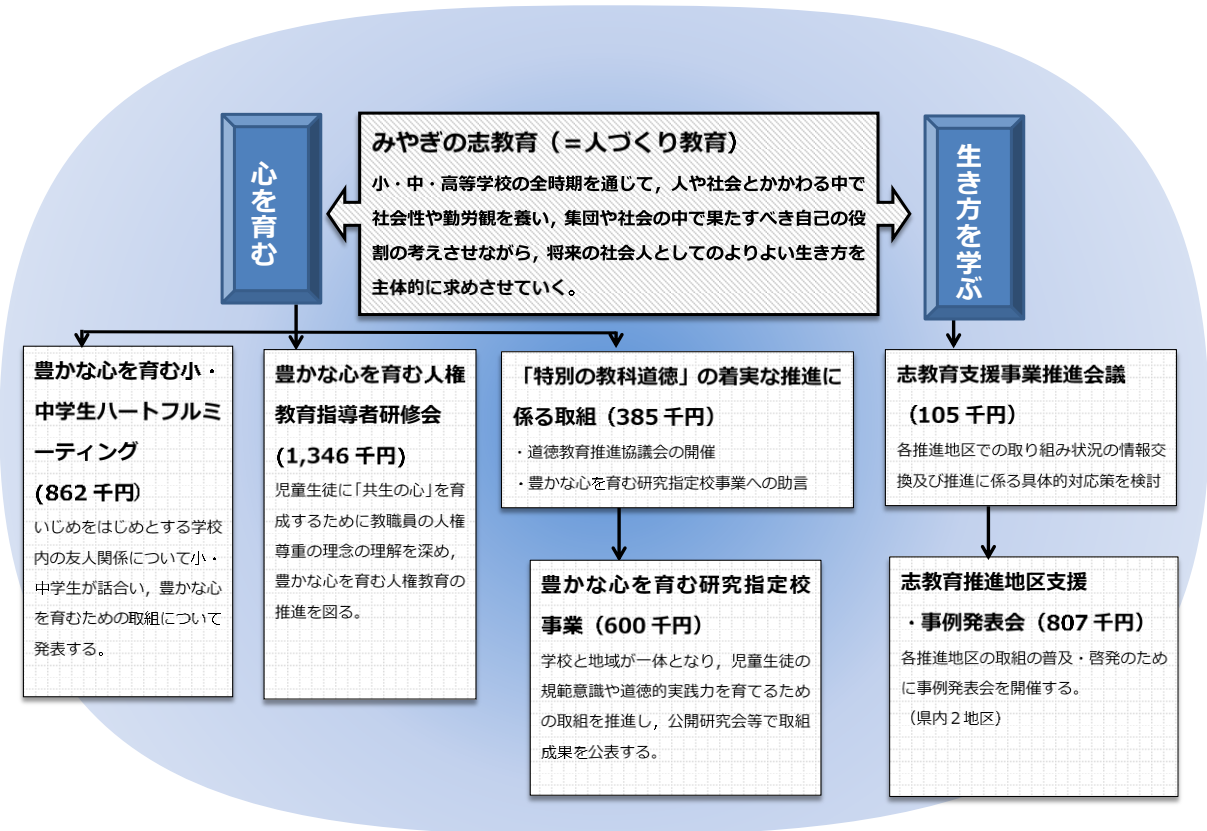 みやぎの志教育（＝人づくり教育）
小・中・高等学校の全時期を通じて，人や社会とかかわる中で
社会性や勤労観を養い，集団や社会の中で果たすべき自己の役
割の考えさせながら，将来の社会人としてのよりよい生き方を
主体的に求めさせていく。
心を育む
生き方を学ぶ
豊かな心を育む小・
中学生ハートフルミ
ーティング
(862 千円)
いじめをはじめとする学校
内の友人関係について小・
中学生が話合い，豊かな心
を育むための取組について
発表する。
豊かな心を育む人権
教育指導者研修会
(1,346 千円)
児童生徒に「共生の心」を育
成するために教職員の人権
尊重の理念の理解を深め，
豊かな心を育む人権教育の
推進を図る。
「特別の教科道徳」の着実な推進に
係る取組（385 千円）
・道徳教育推進協議会の開催
・豊かな心を育む研究指定校事業への助言
豊かな心を育む研究指定校
事業（600 千円）
学校と地域が一体となり，児童生徒の
規範意識や道徳的実践力を育てるため
の取組を推進し，公開研究会等で取組
成果を公表する。
志教育支援事業推進会議
（105 千円）
各推進地区での取り組み状況の情報交
換及び推進に係る具体的対応策を検討
志教育推進地区支援
・事例発表会（807 千円）
各推進地区の取組の普及・啓発のため
に事例発表会を開催する。
（県内２地区）